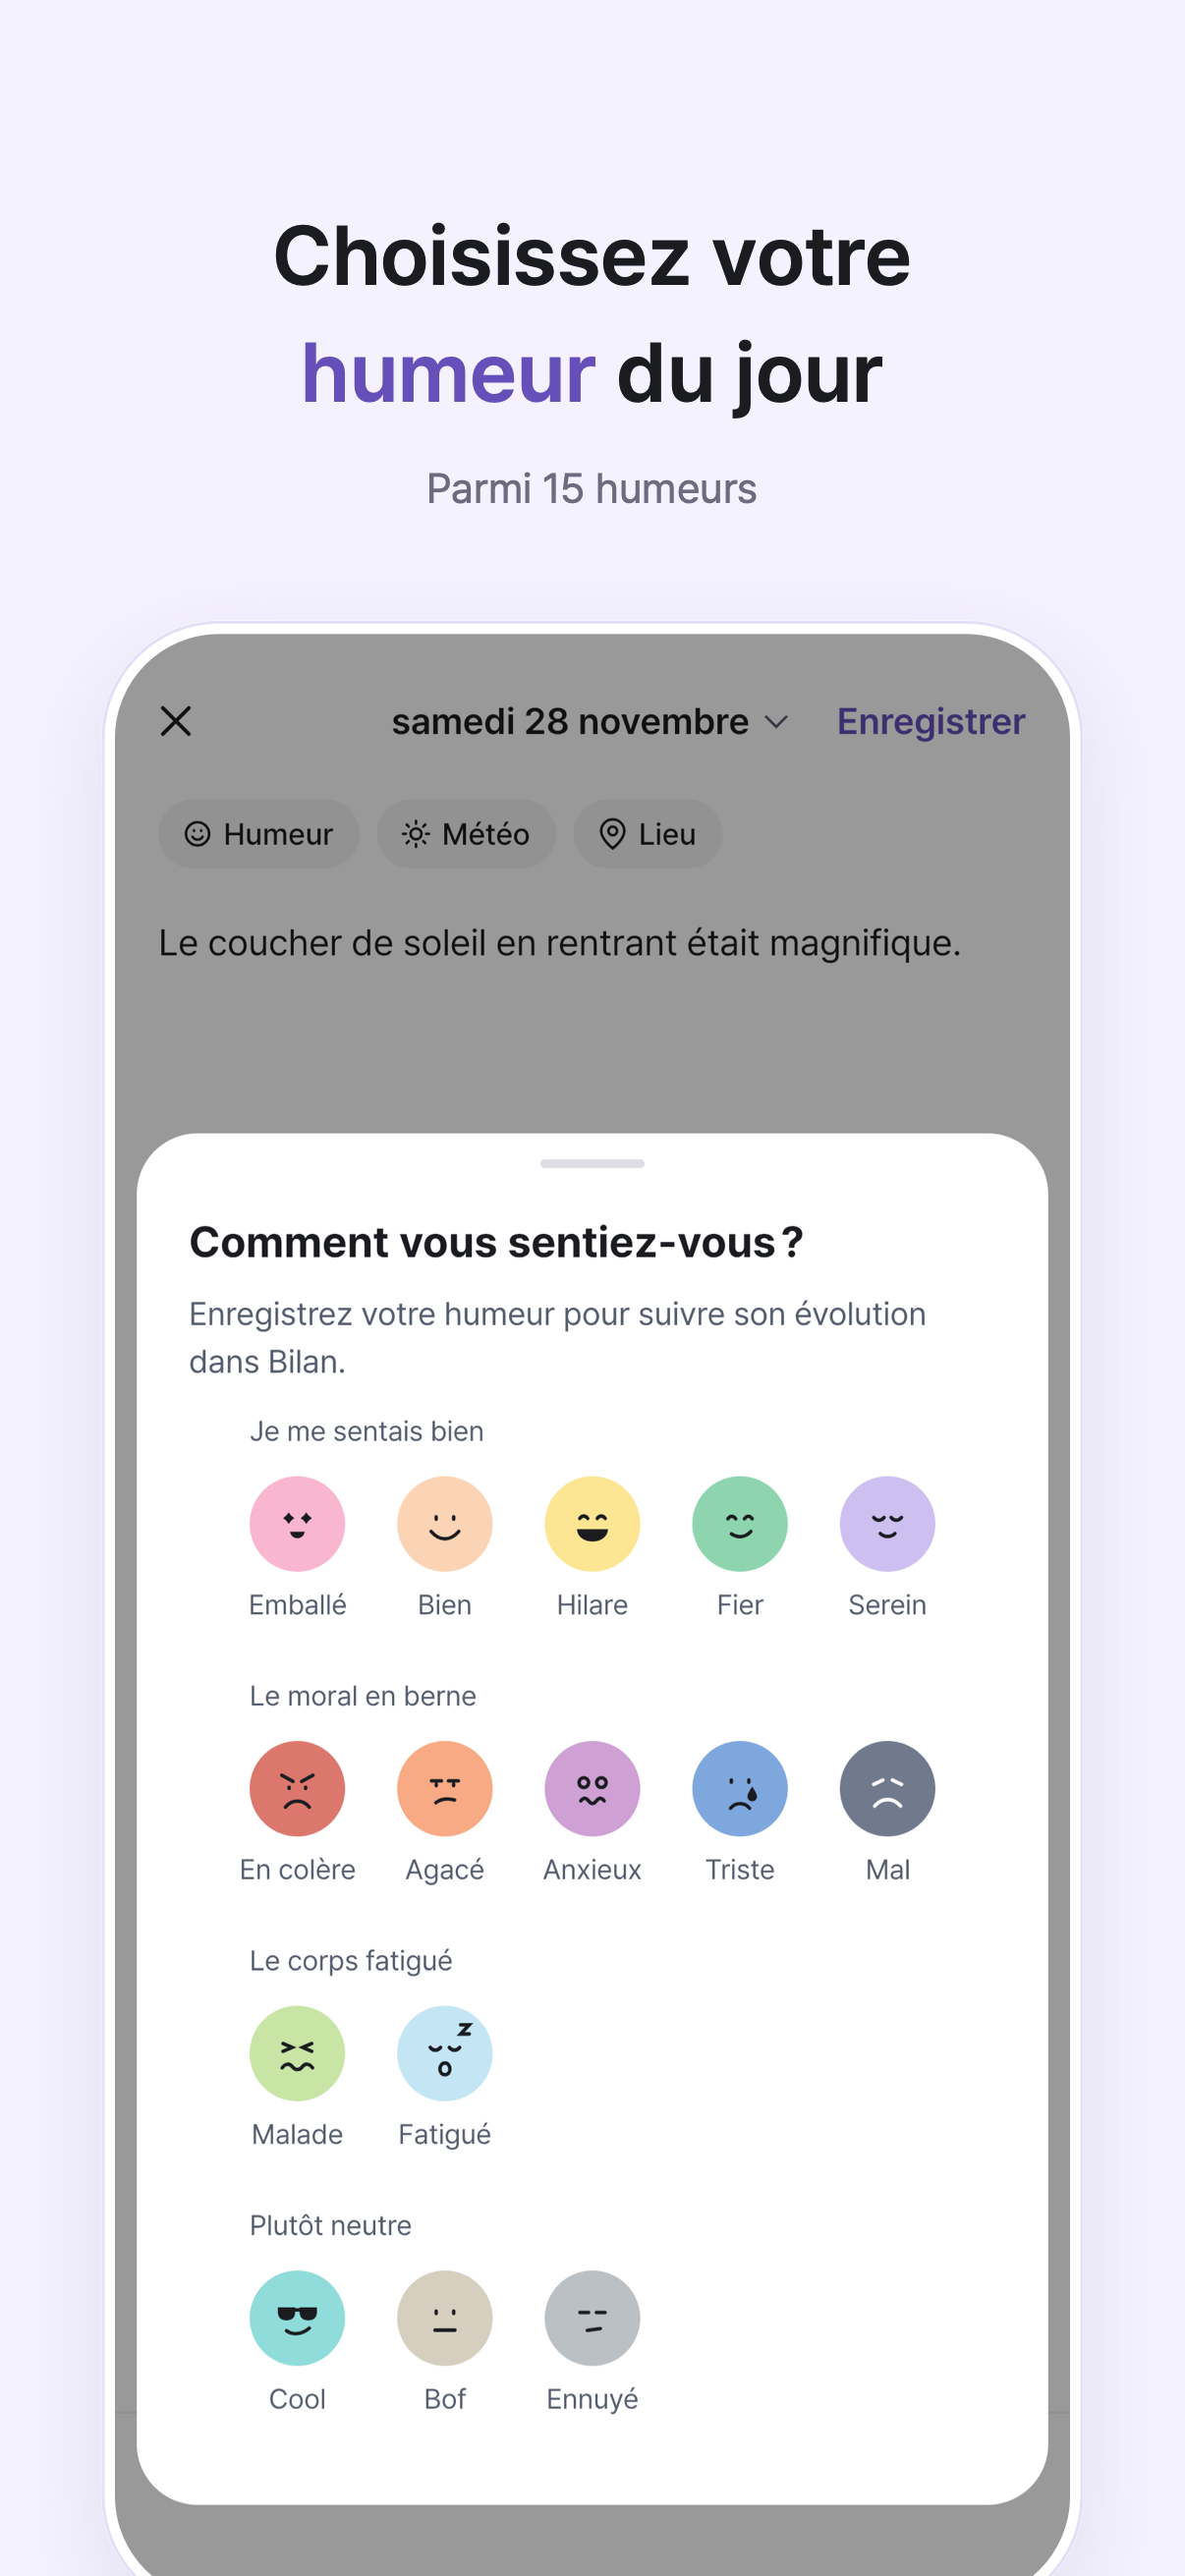 Choisissez votre
humeur du jour
Parmi 15 humeurs
samedi 28 novembre
Enregistrer
Humeur
Météo
Lieu
Le coucher de soleil en rentrant était magnifique.
Comment vous sentiez-vous ?
Enregistrez votre humeur pour suivre son évolution
dans Bilan.
Je me sentais bien
Emballé
Bien
Hilare
Fier
Serein
Le moral en berne
En colère
Agacé
Anxieux
Triste
Mal
Le corps fatigué
Malade
Fatigué
Plutôt neutre
Cool
Bof
Ennuyé